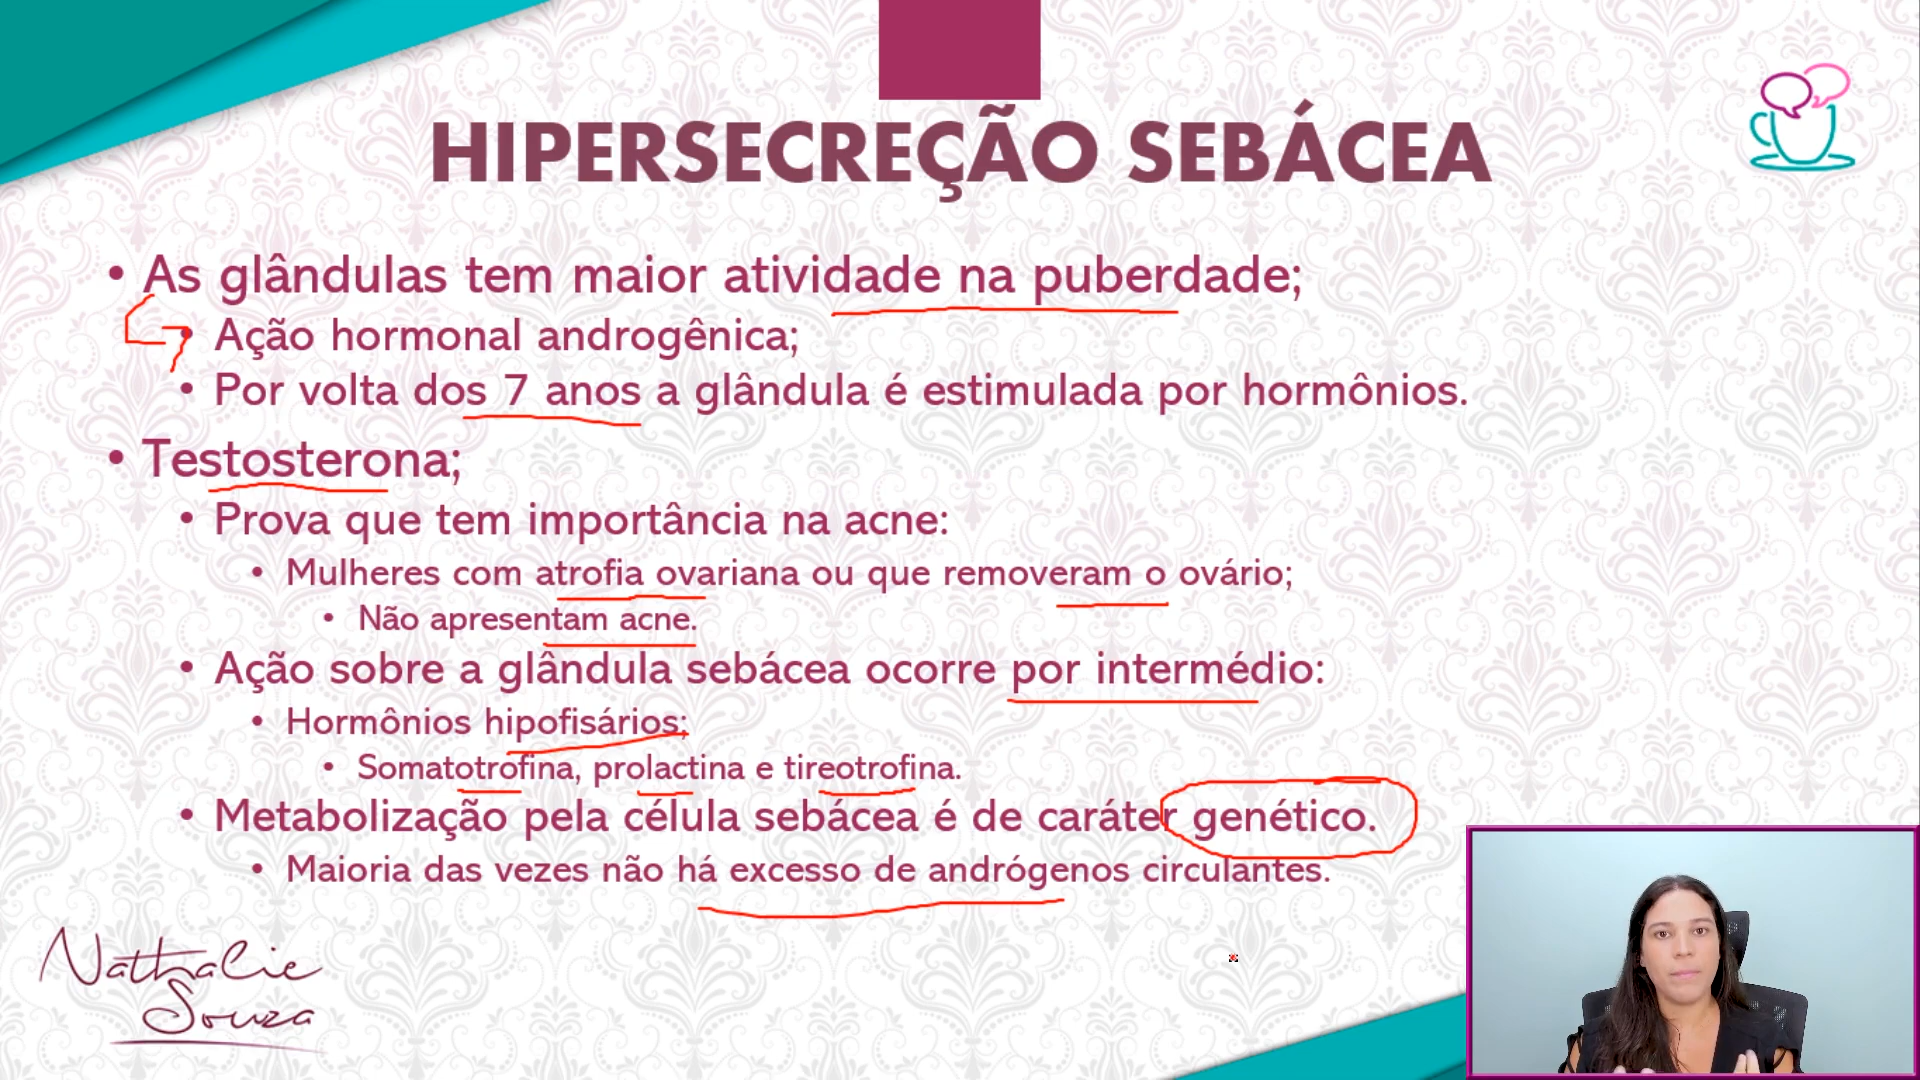 HIPERSECREÇÃO SEBÁCEA
• As glândulas tem maior atividade na puberdade;
• Ação hormonal androgênica;
• Por volta dos 7 anos a glândula é estimulada por hormônios.
• Testosterona;
• Prova que tem importância na acne:
• Mulheres com atrofia ovariana ou que removeram o ovário;
• Não apresentam acne.
• Ação sobre a glândula sebácea ocorre por intermédio:
• Hormônios hipofisários;
• Somatotrofina, prolactina e tireotrofina.
• Metabolização pela célula sebácea é de caráter genético.
• Maioria das vezes não há excesso de andrógenos circulantes.
Nathalie
Souza